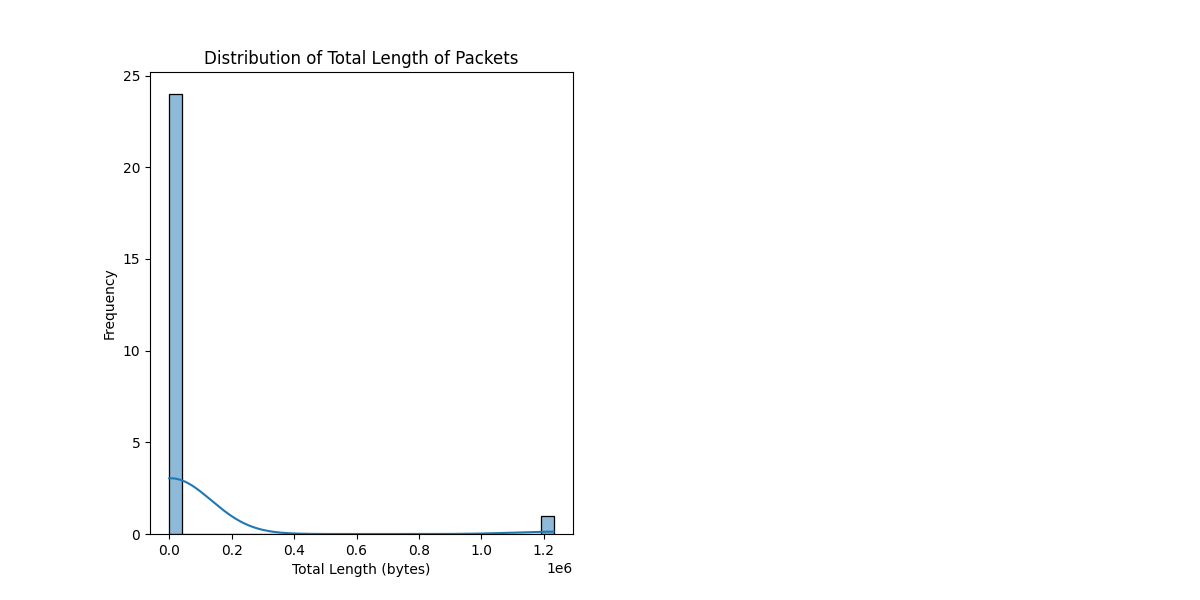 Distribution of Total Length of Packets
25
20
15
10
5
0
Frequency
0.0 0.2 0.4 0.6 0.8 1.0 1.2
1e6
Total Length (bytes)